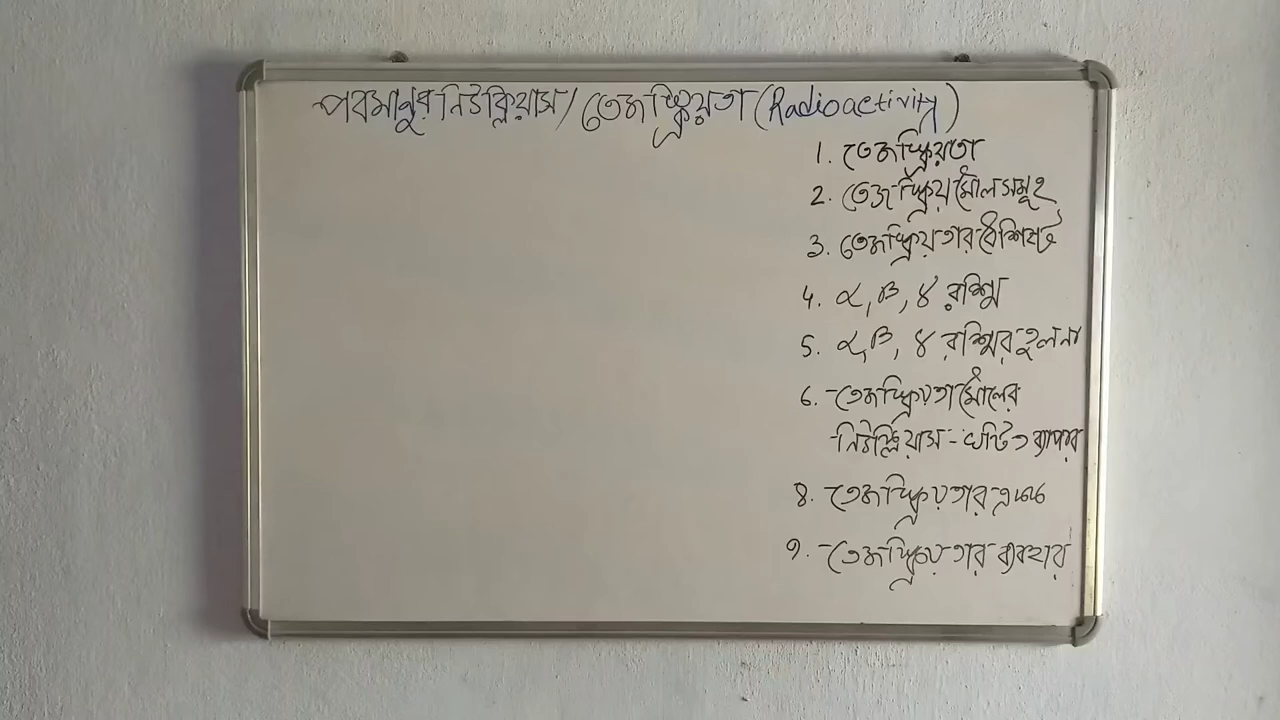 পরমানুর নিউক্লিয়াস/তেজস্ক্রিয়তা (Radioactivity)
1. তেজস্ক্রিয়তা
2. তেজস্ক্রিয় মৌলসমূহ
3. তেজস্ক্রিয়তার বৈশিষ্ট
4. α, β, γ রশ্মি
5. α, β, γ রশ্মির তুলনা
6. তেজস্ক্রিয়তা মৌলের
নিউক্লিয়াস - ঘটিত ব্যাপার
8. তেজস্ক্রিয়তার একক
9. তেজস্ক্রিয়তার ব্যবহার